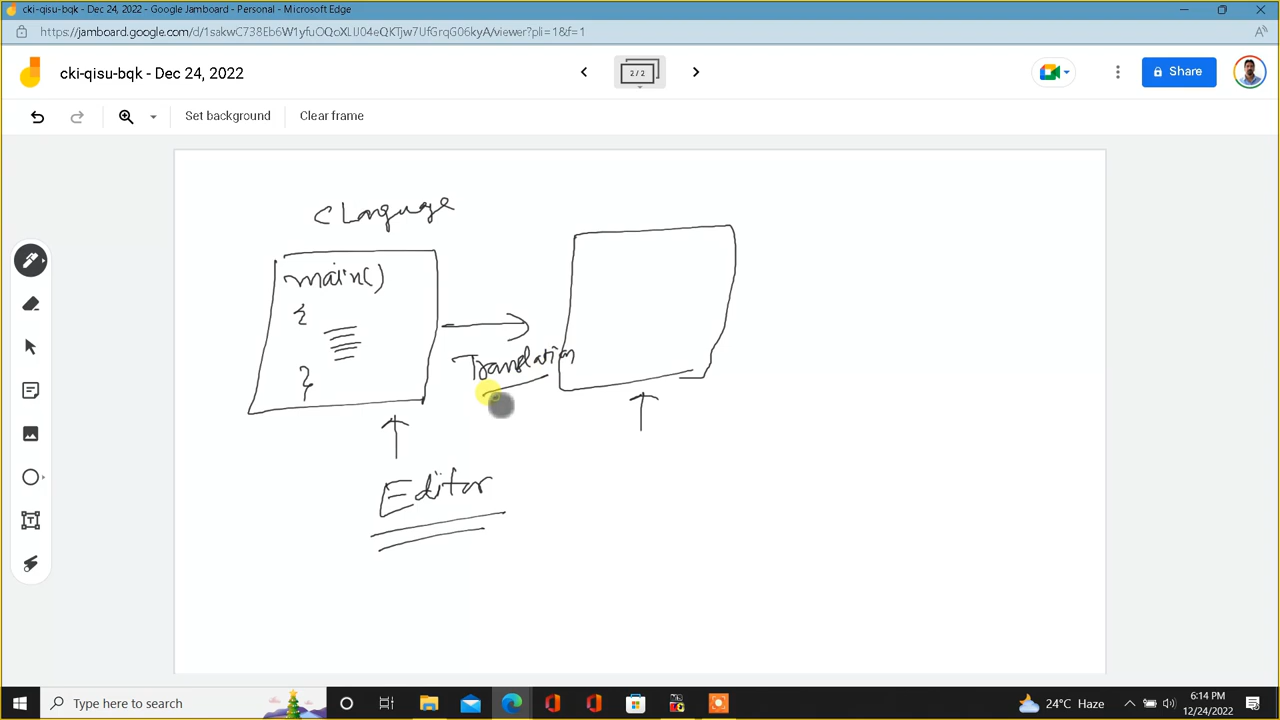 cki-qisu-bqk - Dec 24, 2022 - Google Jamboard - Personal - Microsoft Edge
https://jamboard.google.com/d/1sakwC738Eb6W1yfuOQoXLlJ04eQKTjw7UfGrqG06kyA/viewer?pli=1&f=1
cki-qisu-bqk - Dec 24, 2022
2 / 2
Share
Set background
Clear frame
C Language
main()
{
}
Translation
Editor
Type here to search
24°C Haze
6:14 PM
12/24/2022